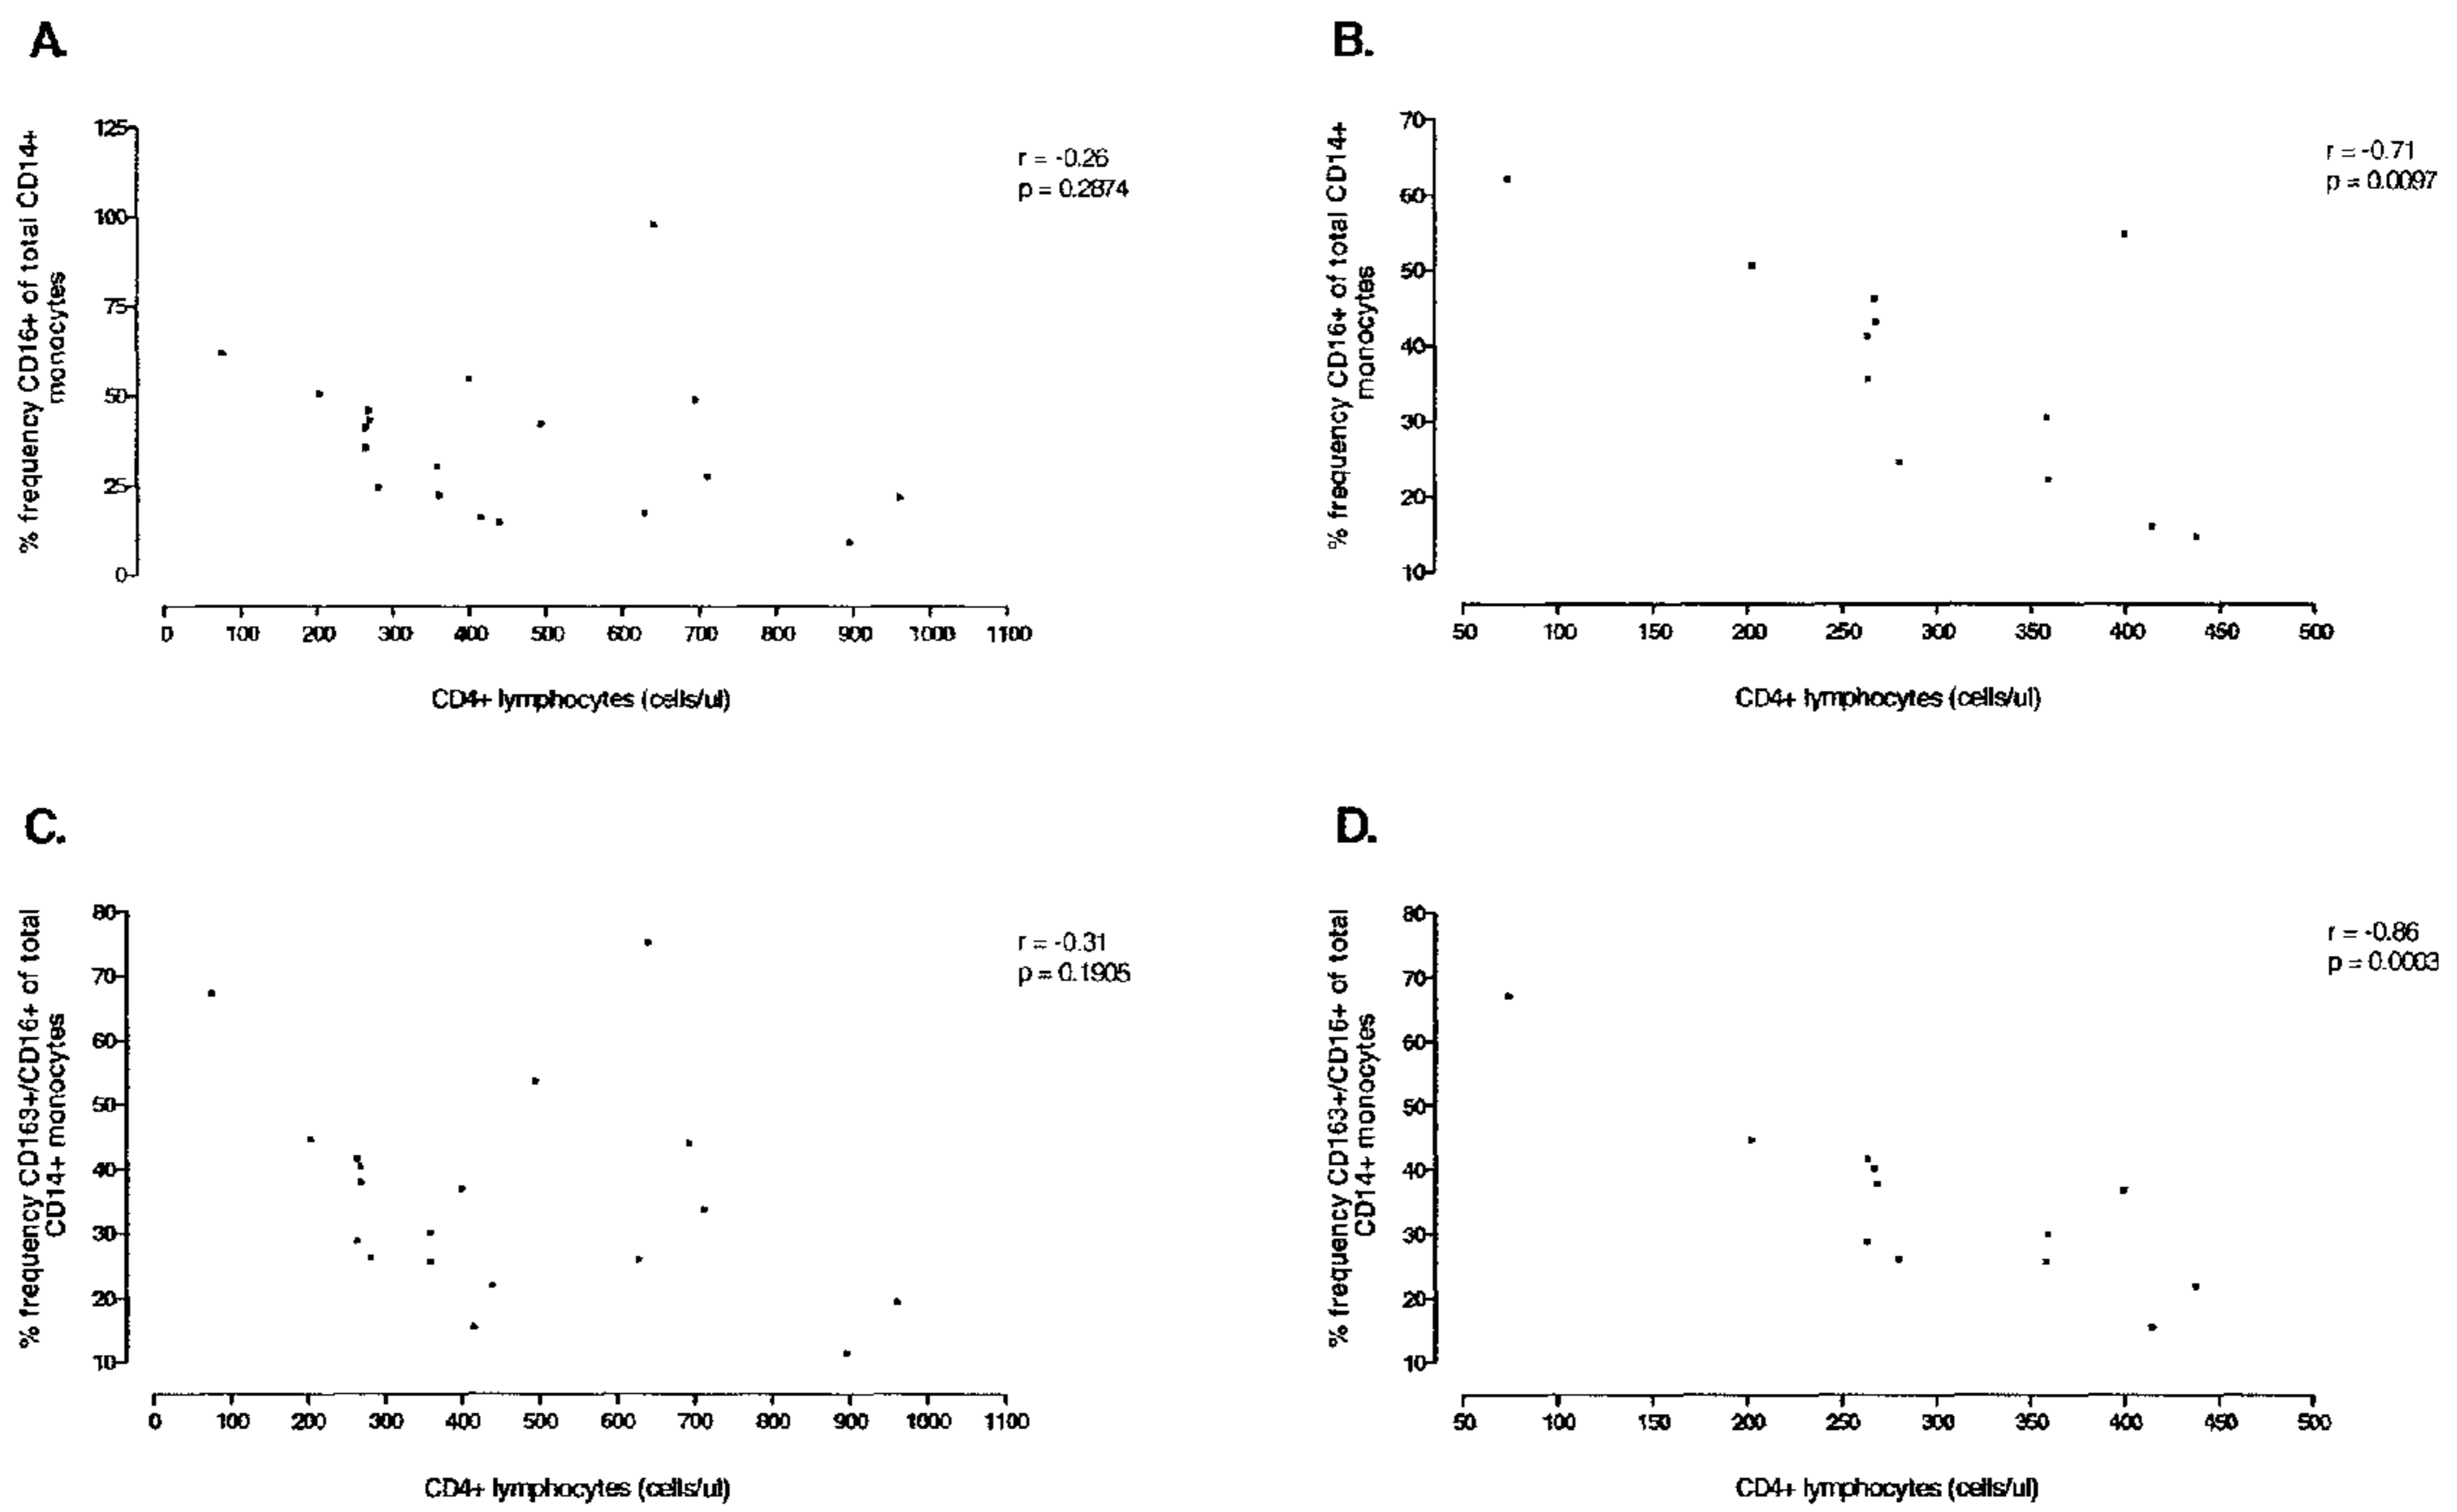 A.
% frequency CD16+ of total CD14+
monocytes
125
100
75
50
25
0
r = -0.26
p = 0.2874
0 100 200 300 400 500 600 700 800 900 1000 1100
CD4+ lymphocytes (cells/ul)
B.
% frequency CD16+ of total CD14+
monocytes
70
60
50
40
30
20
10
r = -0.71
p = 0.0097
50 100 150 200 250 300 350 400 450 500
CD4+ lymphocytes (cells/ul)
C.
% frequency CD163+/CD16+ of total
CD14+ monocytes
80
70
60
50
40
30
20
10
r = -0.31
p = 0.1905
0 100 200 300 400 500 600 700 800 900 1000 1100
CD4+ lymphocytes (cells/ul)
D.
% frequency CD163+/CD16+ of total
CD14+ monocytes
80
70
60
50
40
30
20
10
r = -0.86
p = 0.0003
50 100 150 200 250 300 350 400 450 500
CD4+ lymphocytes (cells/ul)